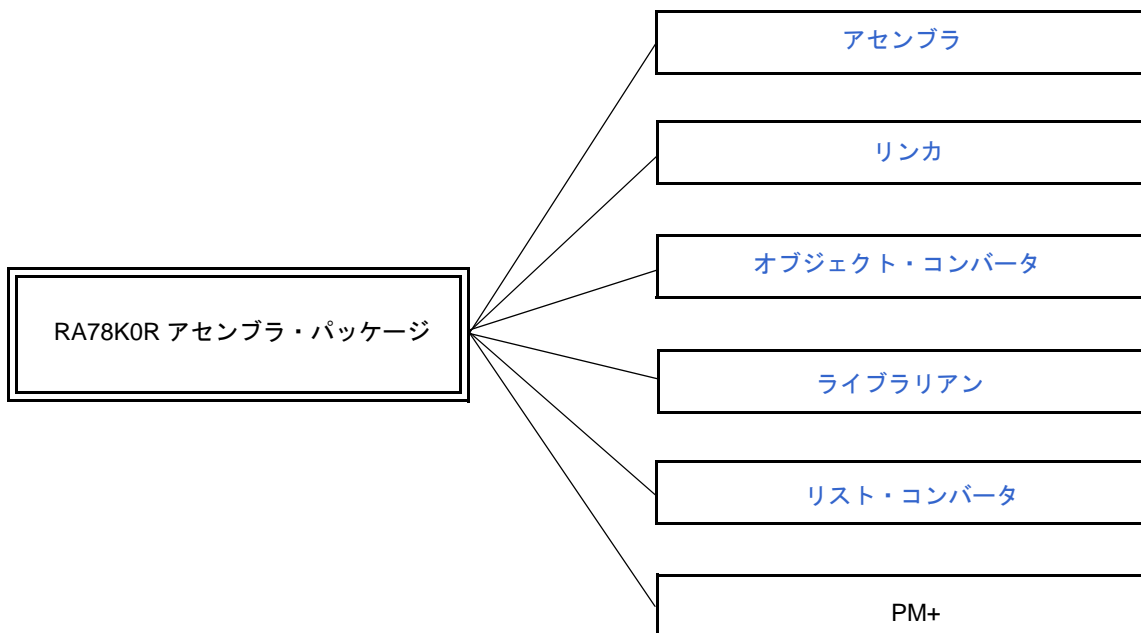 アセンブラ
リンカ
オブジェクト・コンバータ
RA78K0R アセンブラ・パッケージ
ライブラリアン
リスト・コンバータ
PM+